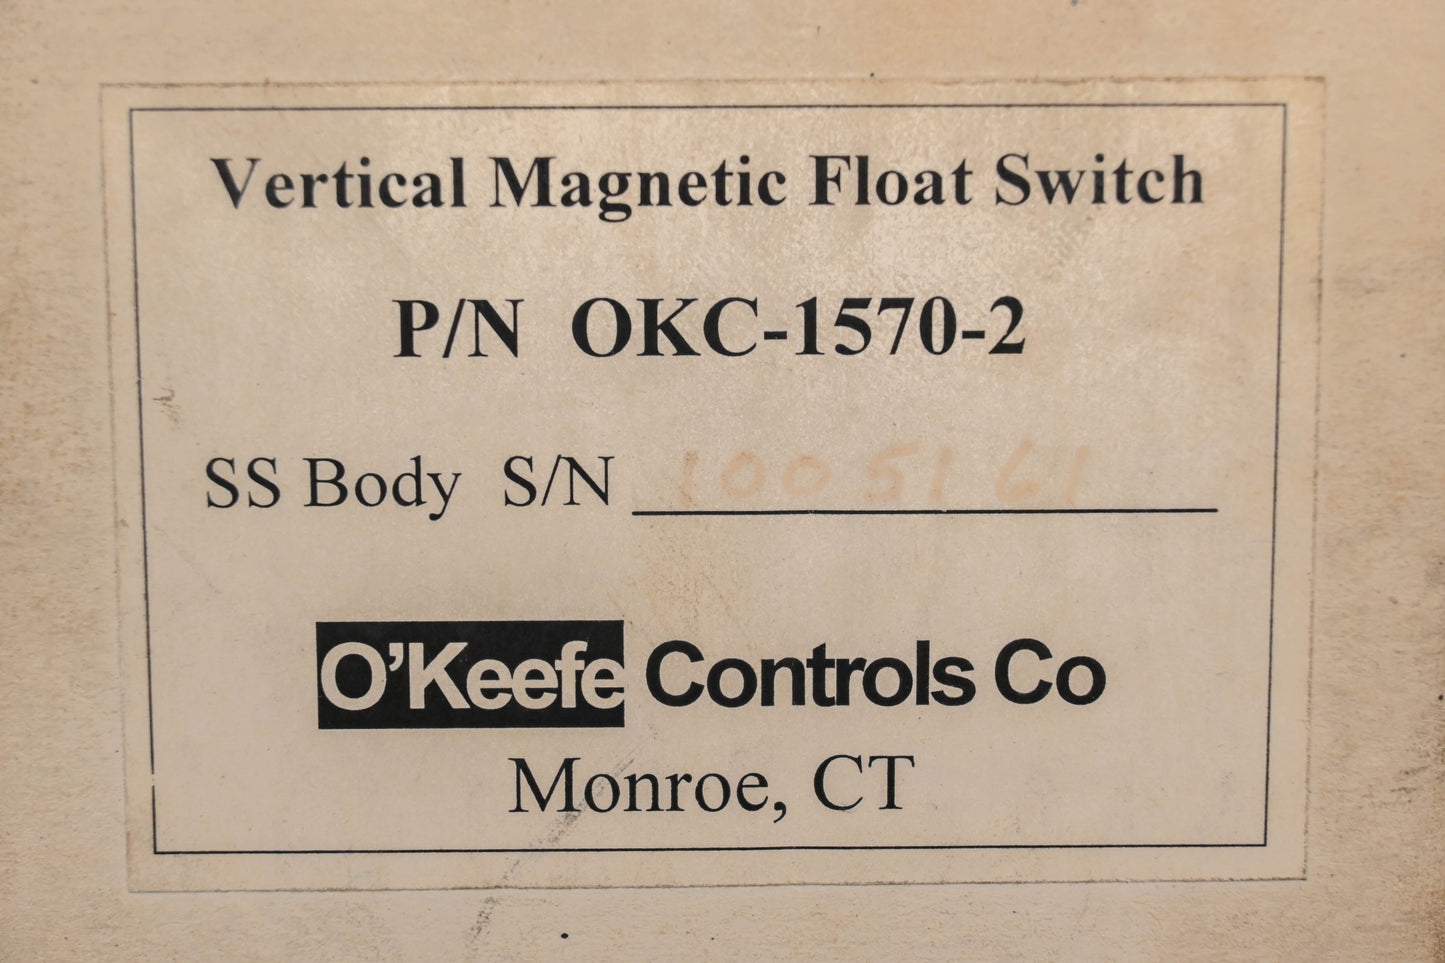 Vertical Magnetic Float Switch
P/N OKC-1570-2
SS Body S/N 1005161
O'Keefe Controls Co
Monroe, CT